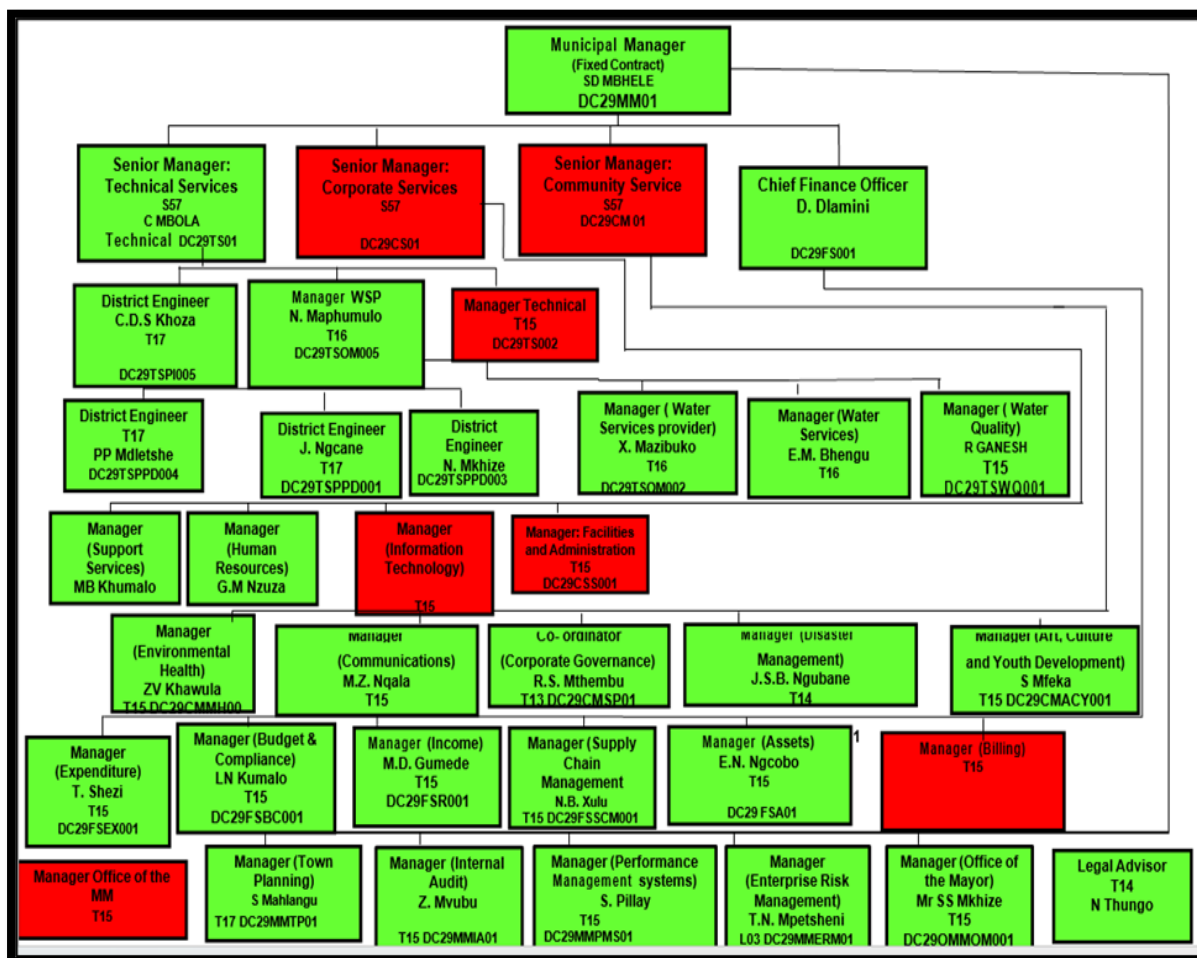 Municipal Manager
(Fixed Contract)
SD MBHELE
DC29MM01
Senior Manager:
Technical Services
S57
C MBOLA
Technical DC29TS01
Senior Manager:
Corporate Services
S57
DC29CS01
Senior Manager:
Community Service
S57
DC29CM 01
Chief Finance Officer
D. Dlamini
DC29FS001
District Engineer
C.D.S Khoza
T17
DC29TSPI005
Manager WSP
N. Maphumulo
T16
DC29TSOM005
Manager Technical
T15
DC29TS002
District Engineer
T17
PP Mdletshe
DC29TSPPD004
District Engineer
J. Ngcane
T17
DC29TSPPD001
District
Engineer
N. Mkhize
DC29TSPPD003
Manager ( Water
Services provider)
X. Mazibuko
T16
DC29TSOM002
Manager (Water
Services)
E.M. Bhengu
T16
Manager ( Water
Quality)
R GANESH
T15
DC29TSWQ001
Manager
(Support
Services)
MB Khumalo
Manager
(Human
Resources)
G.M Nzuza
Manager
(Information
Technology)
T15
Manager: Facilities
and Administration
T15
DC29CSS001
Manager
(Environmental
Health)
ZV Khawula
T15 DC29CMMH00
Manager
(Communications)
M.Z. Nqala
T15
Co- ordinator
(Corporate Governance)
R.S. Mthembu
T13 DC29CMSP01
Manager (Disaster
Management)
J.S.B. Ngubane
T14
Manager (Art, Culture
and Youth Development)
S Mfeka
T15 DC29CMACY001
Manager
(Expenditure)
T. Shezi
T15
DC29FSEX001
Manager (Budget &
Compliance)
LN Kumalo
T15
DC29FSBC001
Manager (Income)
M.D. Gumede
T15
DC29FSR001
Manager (Supply
Chain
Management)
N.B. Xulu
T15 DC29FSSCM001
Manager (Assets)
E.N. Ngcobo
T15
DC29 FSA01
1
Manager (Billing)
T15
Manager Office of the
MM
T15
Manager (Town
Planning)
S Mahlangu
T17 DC29MMTP01
Manager (Internal
Audit)
Z. Mvubu
T15 DC29MMIA01
Manager (Performance
Management systems)
S. Pillay
T15
DC29MMPMS01
Manager
(Enterprise Risk
Management)
T.N. Mpetsheni
L03 DC29MMERM01
Manager (Office of
the Mayor)
Mr SS Mkhize
T15
DC29OMMOM001
Legal Advisor
T14
N Thungo